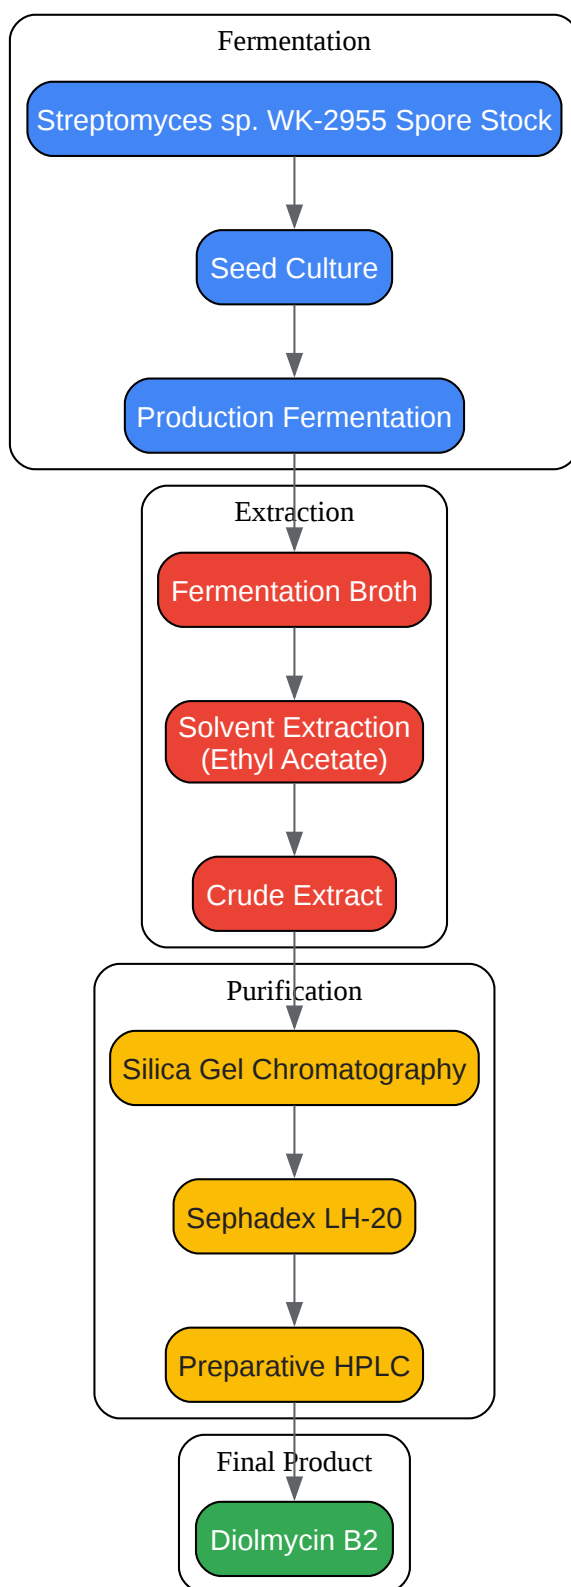 Fermentation
Streptomyces sp. WK-2955 Spore Stock
Seed Culture
Production Fermentation
Extraction
Fermentation Broth
Solvent Extraction
(Ethyl Acetate)
Crude Extract
Purification
Silica Gel Chromatography
Sephadex LH-20
Preparative HPLC
Final Product
Diolmycin B2